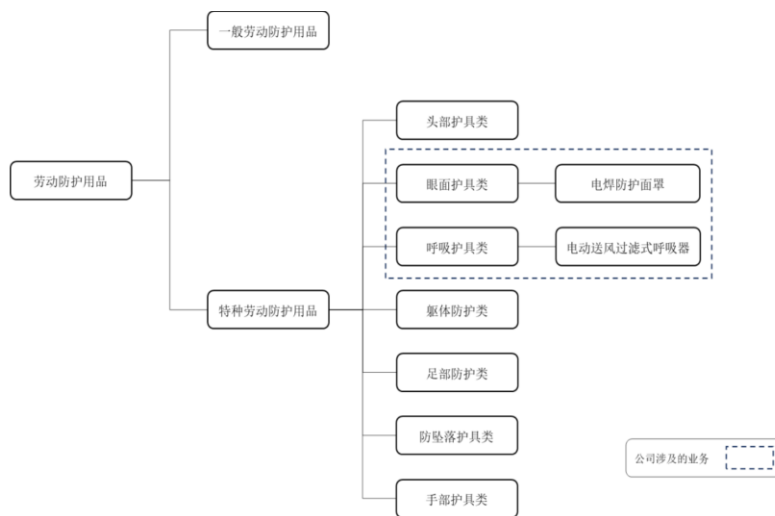 一般劳动防护用品
头部护具类
劳动防护用品
眼面护具类
电焊防护面罩
呼吸护具类
电动送风过滤式呼吸器
特种劳动防护用品
躯体防护类
足部防护类
防坠落护具类
公司涉及的业务
手部护具类